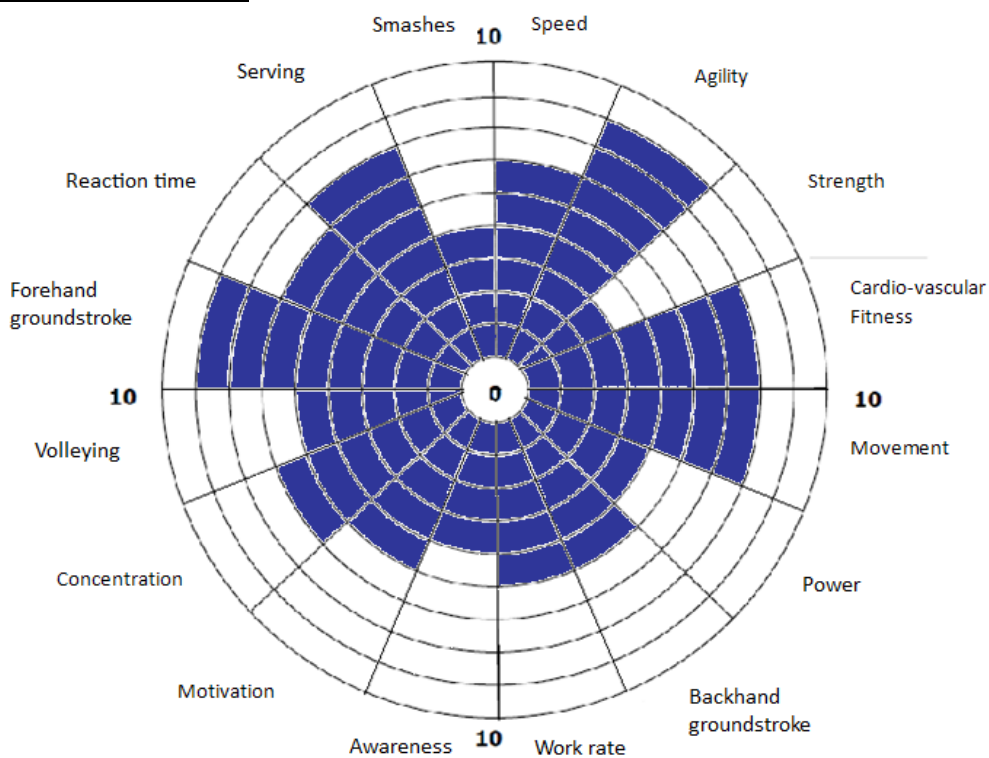 Smashes
10
Speed
Serving
Agility
Reaction time
Strength
Forehand
groundstroke
Cardio-vascular
Fitness
10
0
10
Volleying
Movement
Concentration
Power
Motivation
Backhand
groundstroke
Awareness
10
Work rate